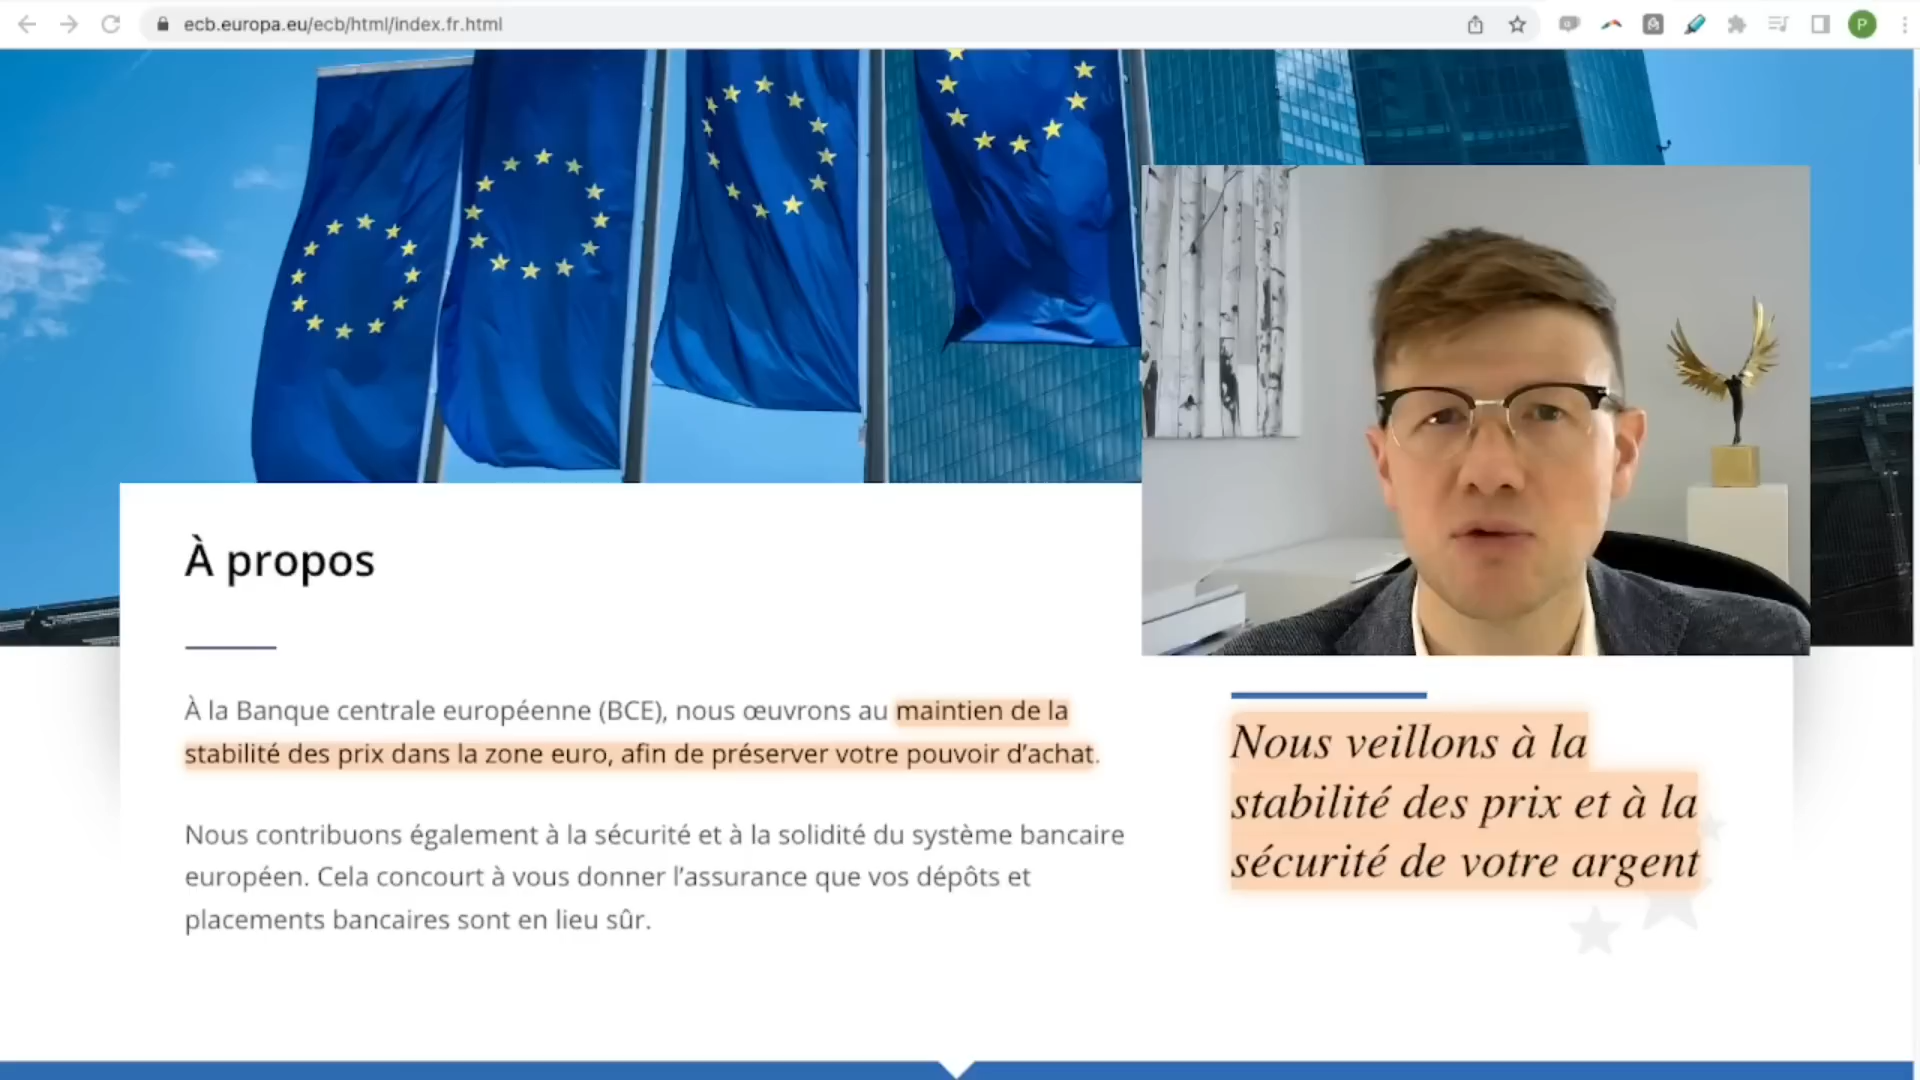 ecb.europa.eu/ecb/html/index.fr.html
P
À propos
À la Banque centrale européenne (BCE), nous œuvrons au maintien de la
stabilité des prix dans la zone euro, afin de préserver votre pouvoir d’achat.
Nous contribuons également à la sécurité et à la solidité du système bancaire
européen. Cela concourt à vous donner l’assurance que vos dépôts et
placements bancaires sont en lieu sûr.
Nous veillons à la
stabilité des prix et à la
sécurité de votre argent